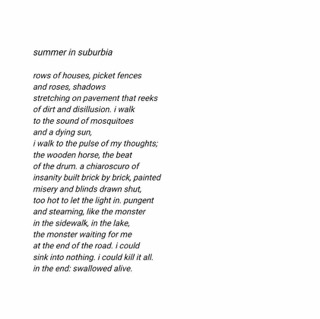 summer in suburbia
rows of houses, picket fences
and roses, shadows
stretching on pavement that reeks
of dirt and disillusion. i walk
to the sound of mosquitoes
and a dying sun,
i walk to the pulse of my thoughts;
the wooden horse, the beat
of the drum. a chiaroscuro of
insanity built brick by brick, painted
misery and blinds drawn shut,
too hot to let the light in. pungent
and steaming, like the monster
in the sidewalk, in the lake,
the monster waiting for me
at the end of the road. i could
sink into nothing. i could kill it all.
in the end: swallowed alive.